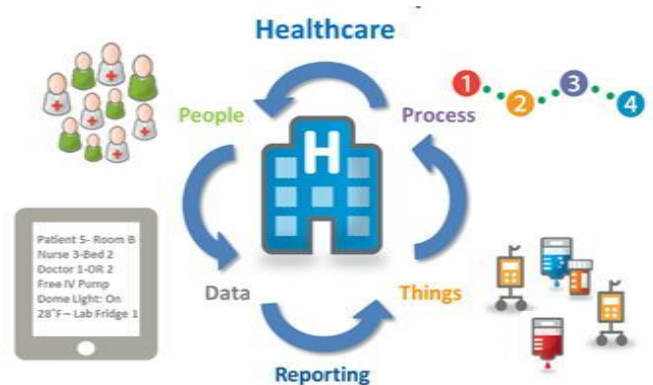 Healthcare
People
Process
1
2
3
4
H
Patient 5- Room B
Nurse 3-Bed 2
Doctor 1-OR 2
Free IV Pump
Dome Light: On
28°F – Lab Fridge 1
Data
Things
Reporting